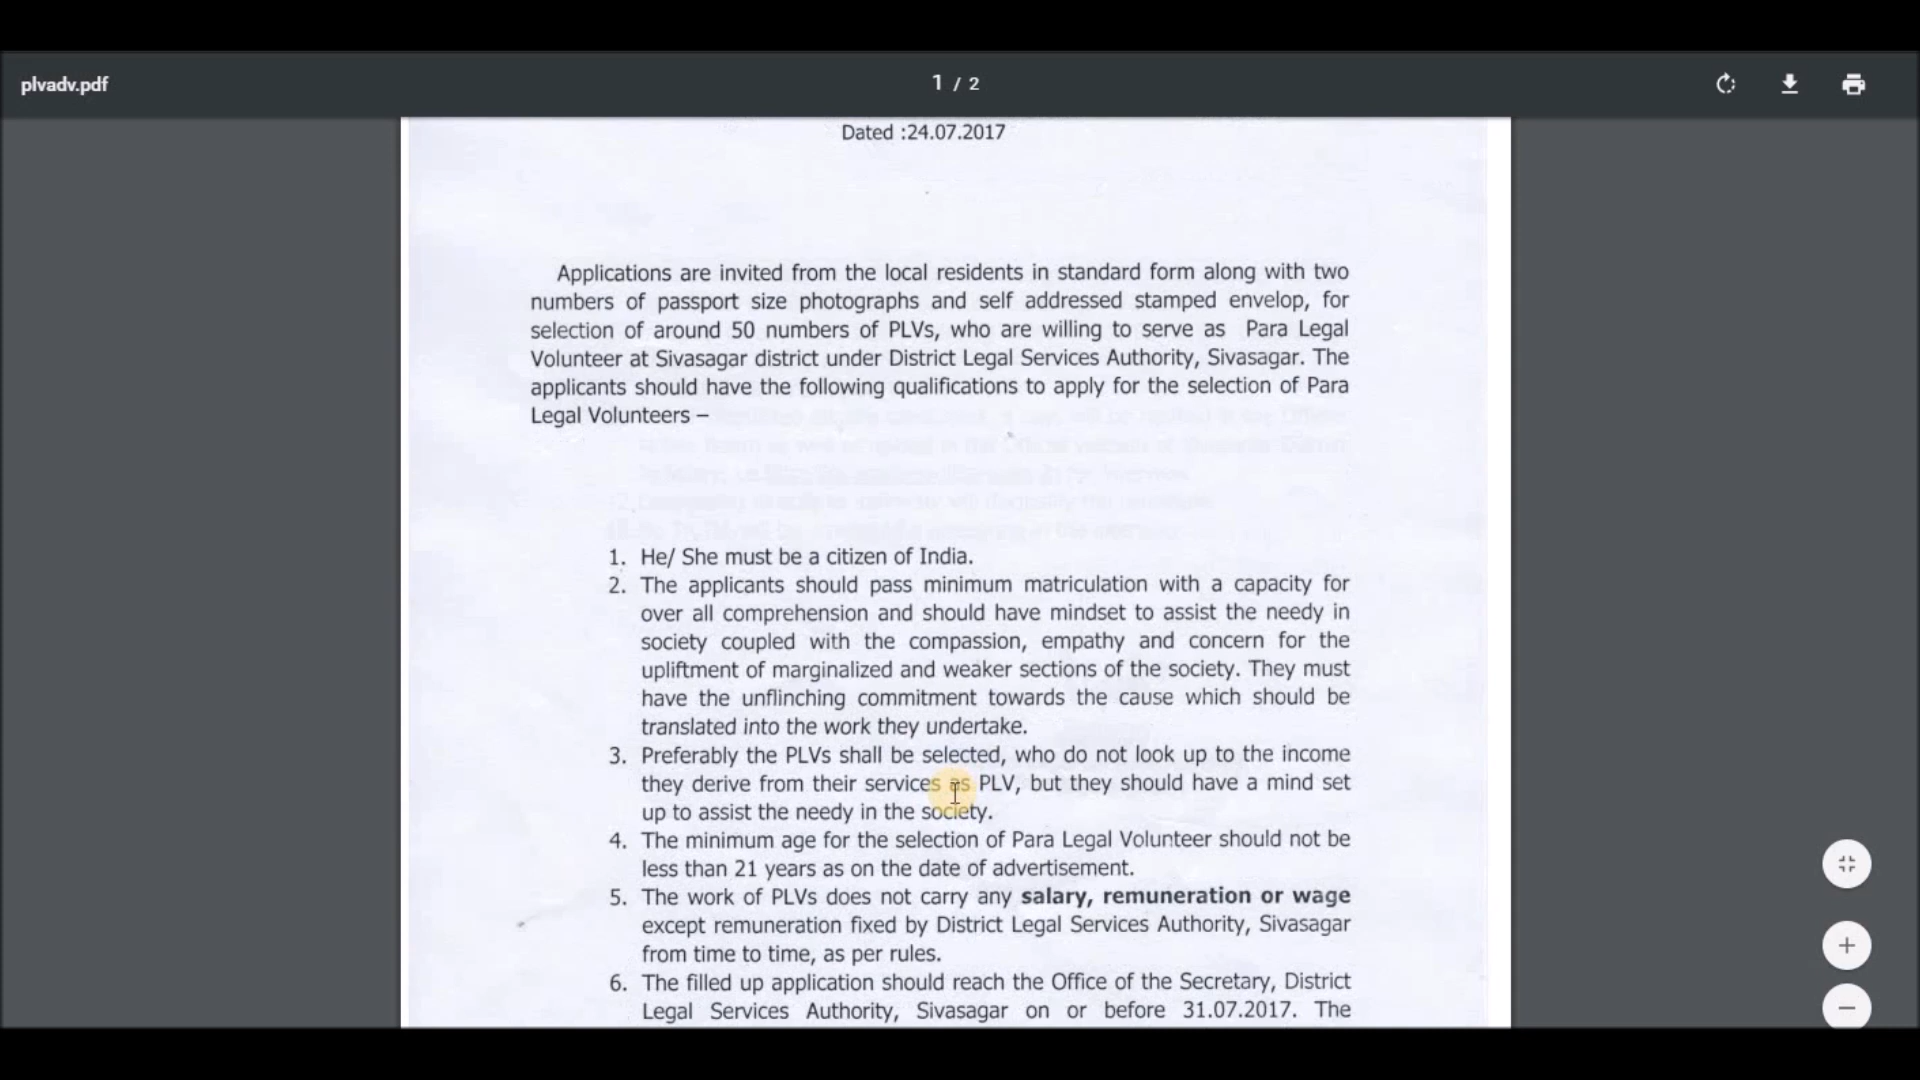 plvadv.pdf
1 / 2
Dated :24.07.2017
Applications are invited from the local residents in standard form along with two
numbers of passport size photographs and self addressed stamped envelop, for
selection of around 50 numbers of PLVs, who are willing to serve as Para Legal
Volunteer at Sivasagar district under District Legal Services Authority, Sivasagar. The
applicants should have the following qualifications to apply for the selection of Para
Legal Volunteers –
1. He/ She must be a citizen of India.
2. The applicants should pass minimum matriculation with a capacity for
over all comprehension and should have mindset to assist the needy in
society coupled with the compassion, empathy and concern for the
upliftment of marginalized and weaker sections of the society. They must
have the unflinching commitment towards the cause which should be
translated into the work they undertake.
3. Preferably the PLVs shall be selected, who do not look up to the income
they derive from their services as PLV, but they should have a mind set
up to assist the needy in the society.
4. The minimum age for the selection of Para Legal Volunteer should not be
less than 21 years as on the date of advertisement.
5. The work of PLVs does not carry any salary, remuneration or wage
except remuneration fixed by District Legal Services Authority, Sivasagar
from time to time, as per rules.
6. The filled up application should reach the Office of the Secretary, District
Legal Services Authority, Sivasagar on or before 31.07.2017. The